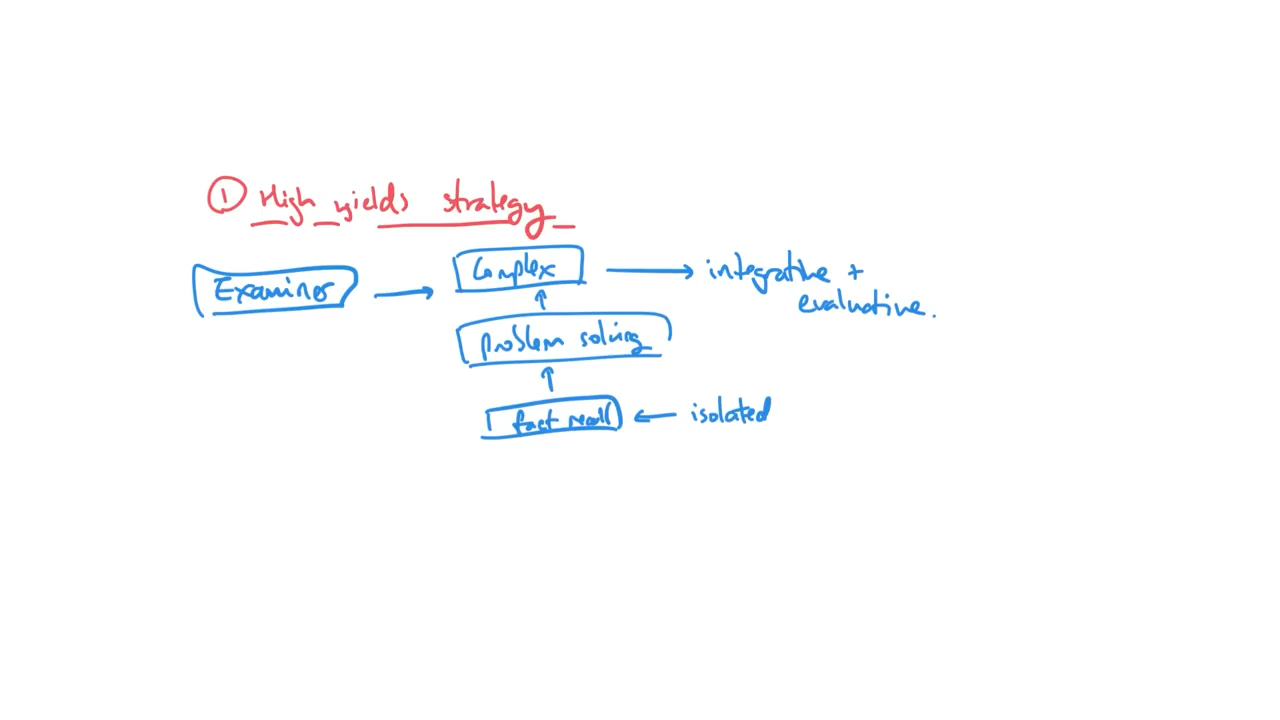 ① High yields strategy
Examiner → Complex → integrative +
evaluative.
↑
problem solving
↑
fact recall ← isolated